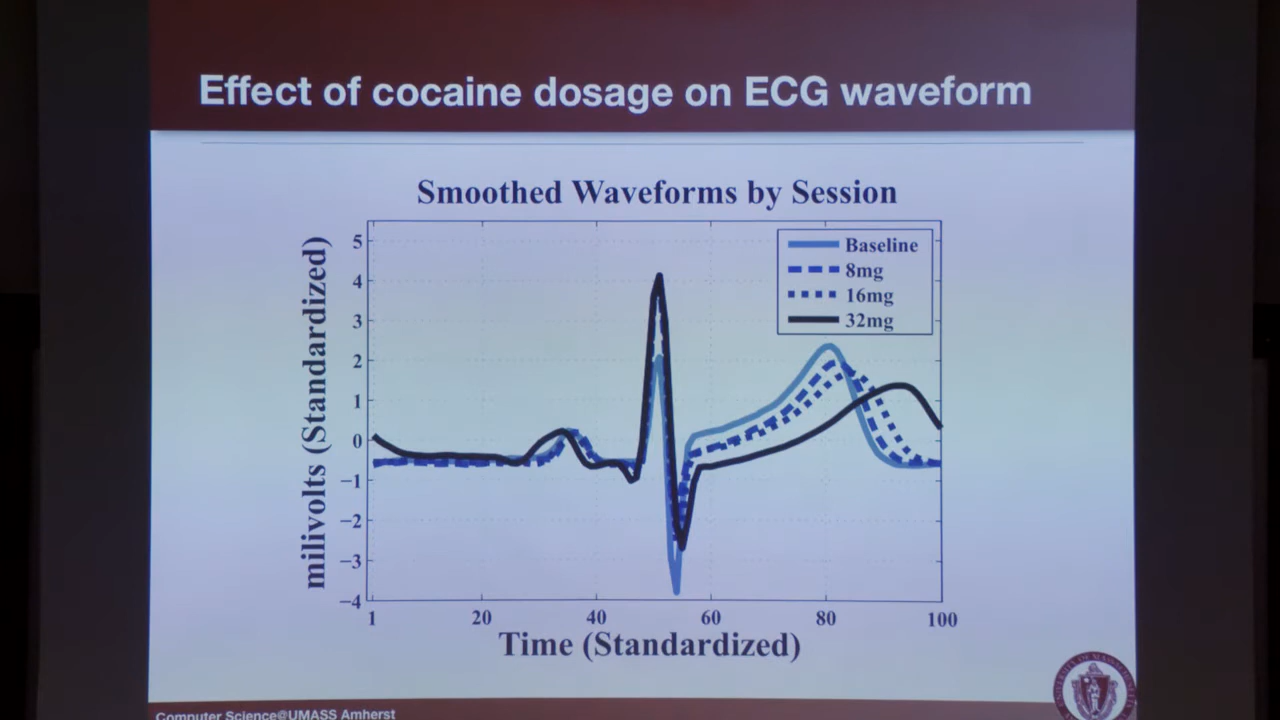 Effect of cocaine dosage on ECG waveform
Smoothed Waveforms by Session
milivolts (Standardized)
5
4
3
2
1
0
−1
−2
−3
−4
Baseline
8mg
16mg
32mg
1 20 40 60 80 100
Time (Standardized)
Computer Science@UMASS Amherst